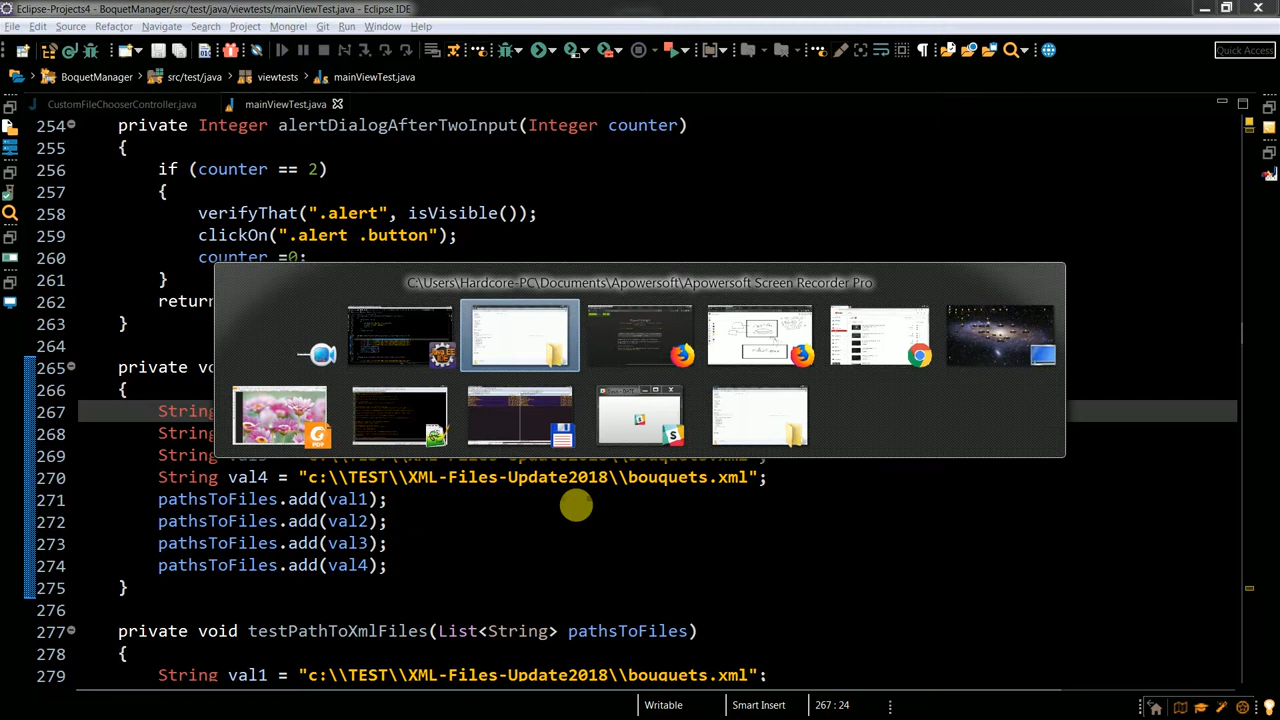 Eclipse-Projects4 - BoquetManager/src/test/java/viewtests/mainViewTest.java - Eclipse IDE
File Edit Source Refactor Navigate Search Project Mongrel Git Run Window Help
Quick Access
BoquetManager src/test/java viewtests mainViewTest.java
CustomFileChooserController.java mainViewTest.java
254 private Integer alertDialogAfterTwoInput(Integer counter)
255 {
256 if (counter == 2)
257 {
258 verifyThat(".alert", isVisible());
259 clickOn(".alert .button");
260 counter =0;
261 }
262 return
263 }
264
C:\Users\Hardcore-PC\Documents\Apowersoft\Apowersoft Screen Recorder Pro
265 private vo
266 {
267 String
268 String
269 String
270 String val4 = "c:\\TEST\\XML-Files-Update2018\\bouquets.xml";
271 pathsToFiles.add(val1);
272 pathsToFiles.add(val2);
273 pathsToFiles.add(val3);
274 pathsToFiles.add(val4);
275 }
276
277 private void testPathToXmlFiles(List<String> pathsToFiles)
278 {
279 String val1 = "c:\\TEST\\XML-Files-Update2018\\bouquets.xml";
Writable Smart Insert 267 : 24